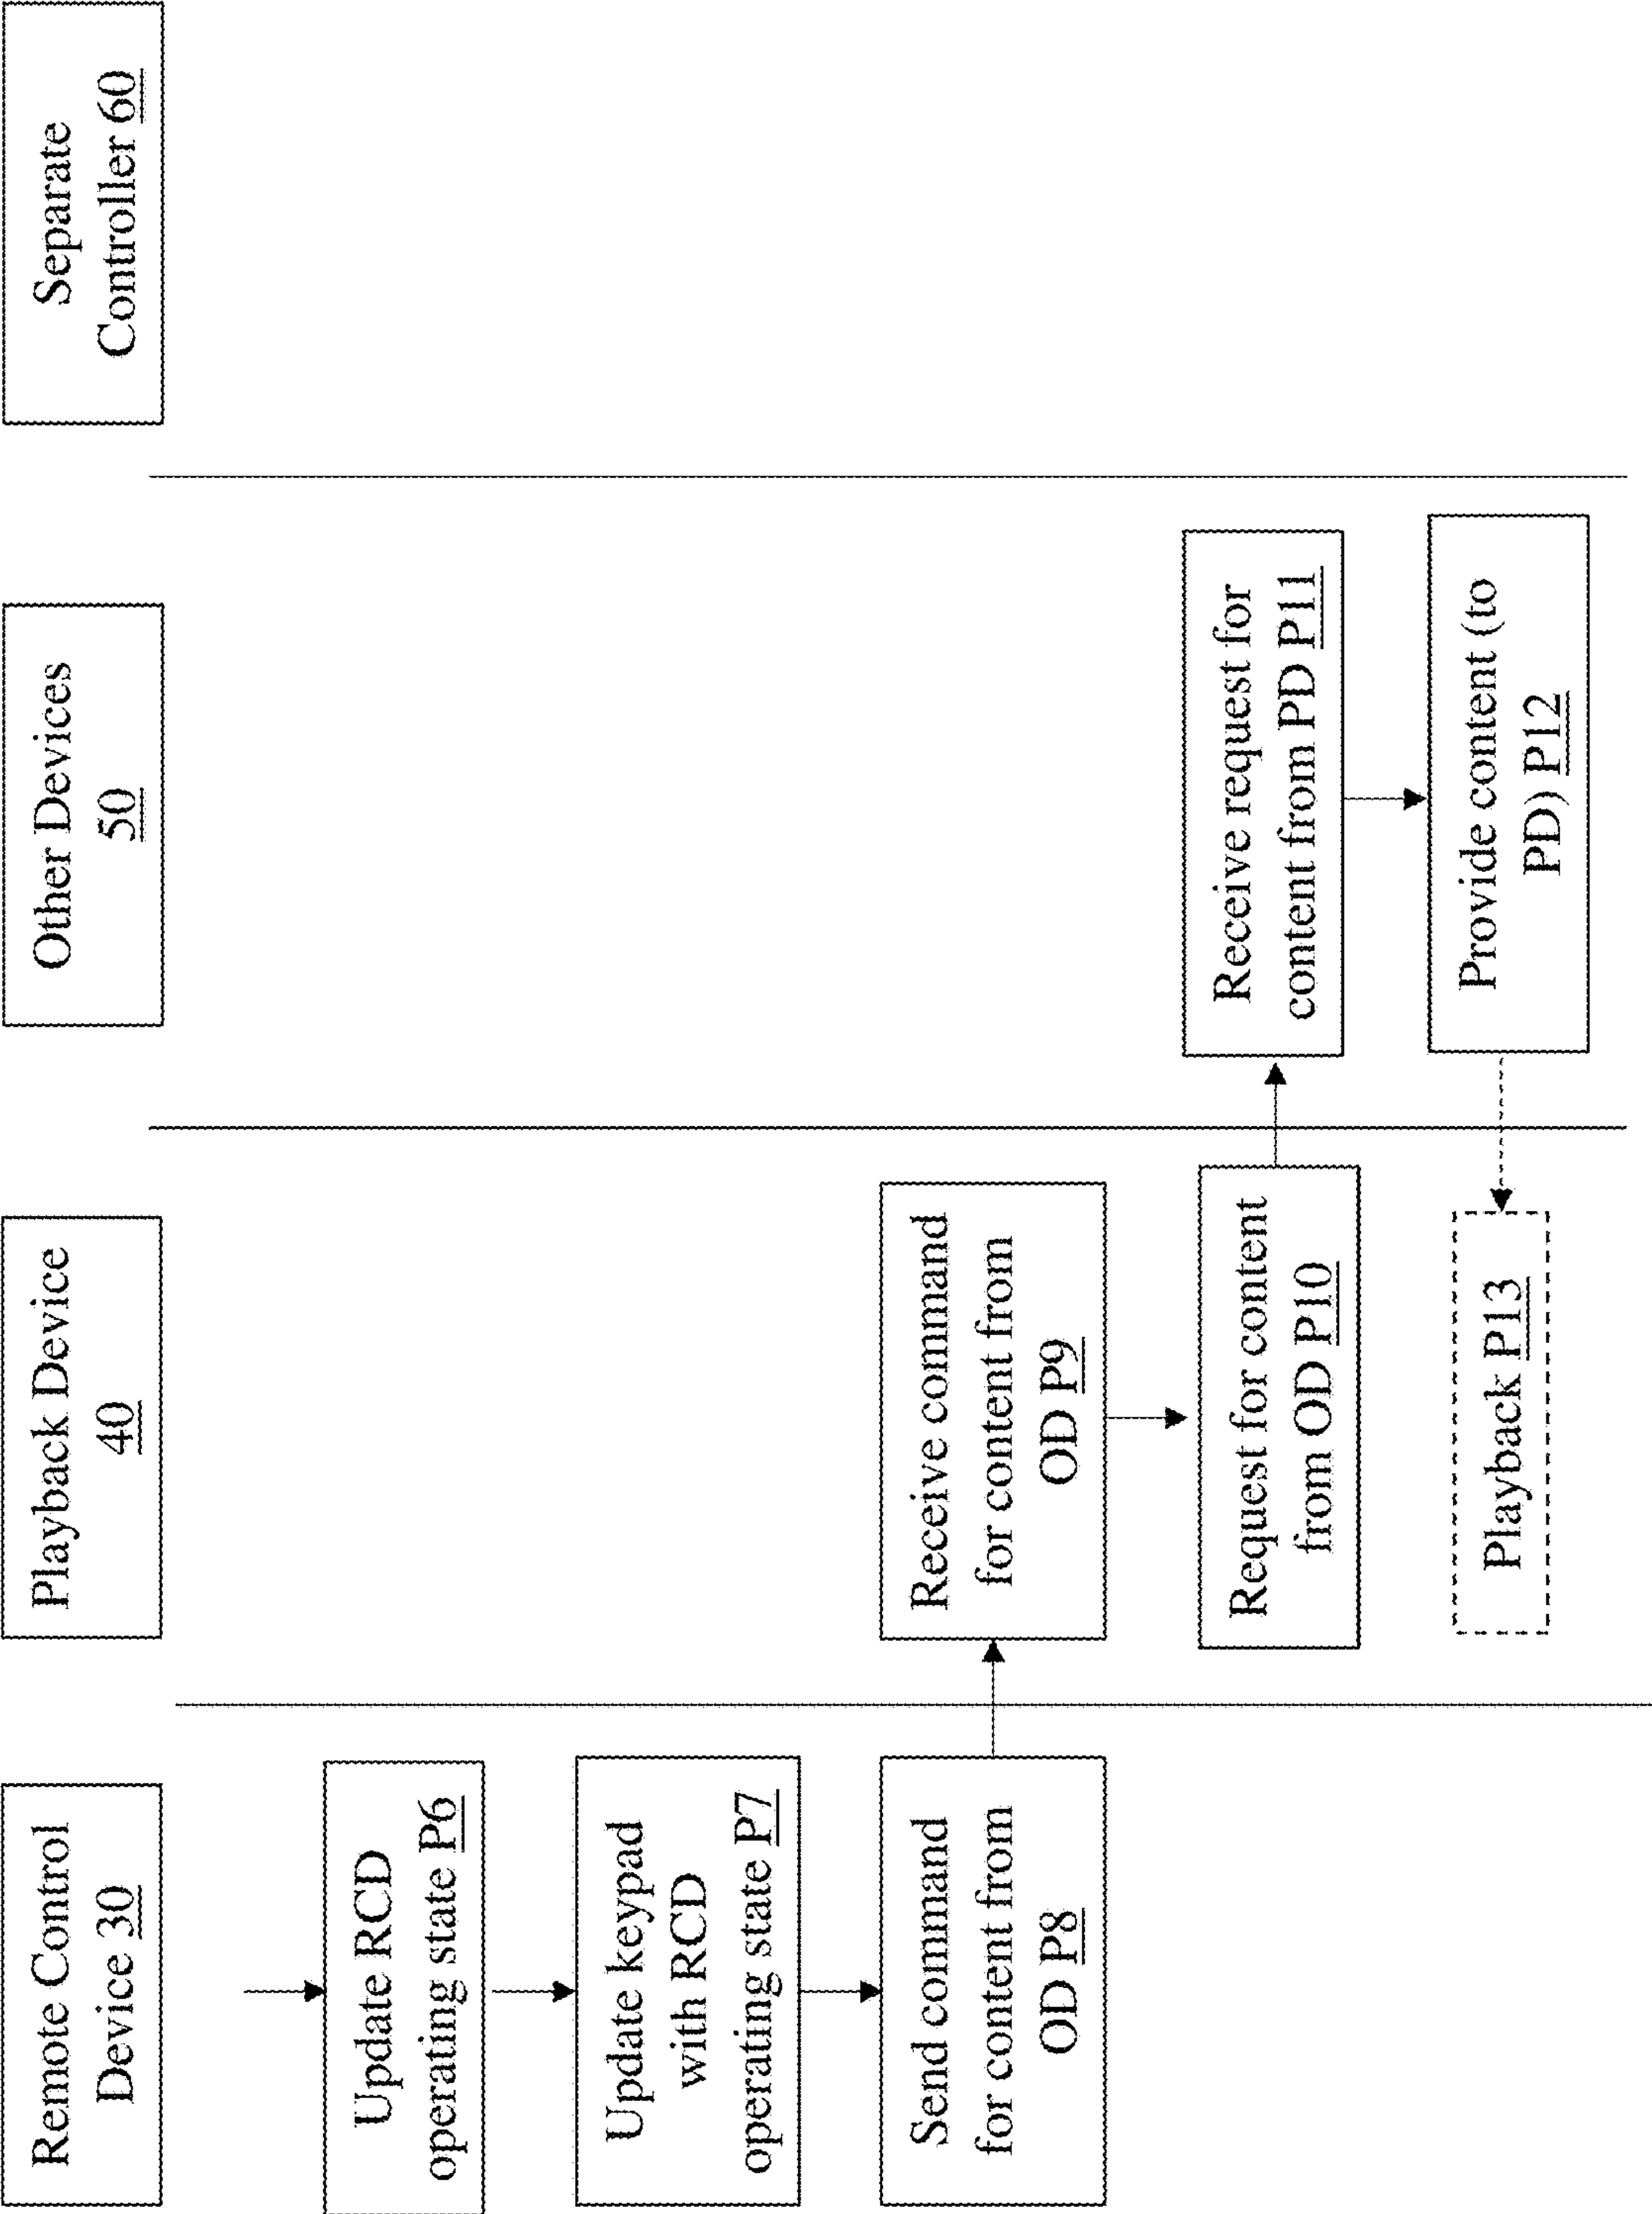 Remote Control
Device 30
Playback Device
40
Other Devices
50
Separate
Controller 60
Update RCD
operating state P6
Update keypad
with RCD
operating state P7
Send command
for content from
OD P8
Receive command
for content from
OD P9
Request for content
from OD P10
Receive request for
content from PD P11
Provide content (to
PD) P12
Playback P13